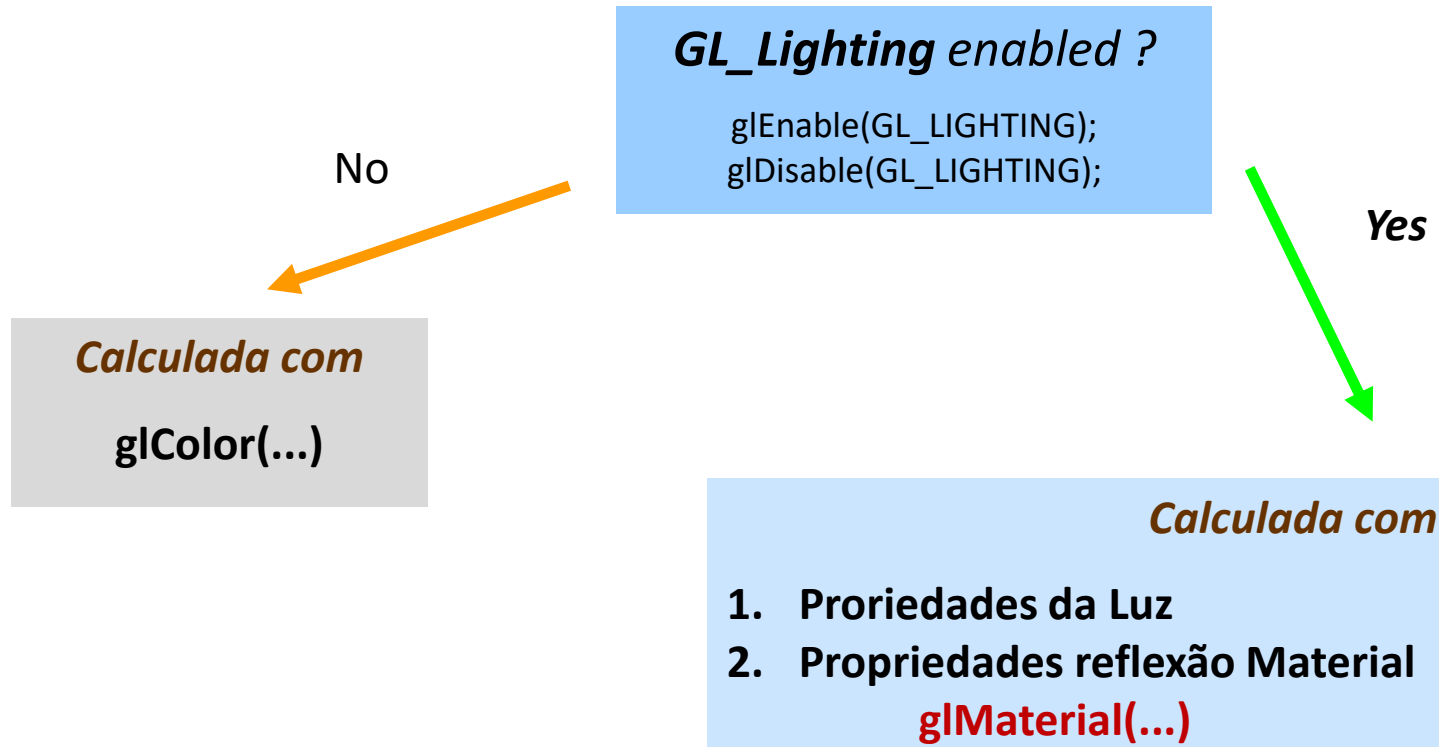 GL_Lighting enabled ?
glEnable(GL_LIGHTING);
glDisable(GL_LIGHTING);
No
Yes
Calculada com
glColor(...)
Calculada com
1. Proriedades da Luz
2. Propriedades reflexão Material
glMaterial(...)